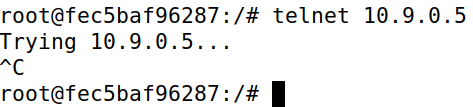 root@fec5baf96287:/# telnet 10.9.0.5
Trying 10.9.0.5...
^C
root@fec5baf96287:/#